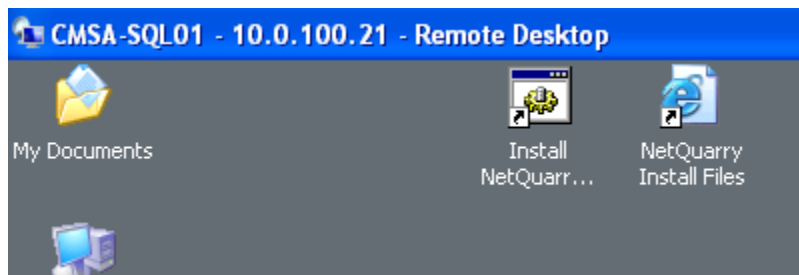 CMSA-SQL01 - 10.0.100.21 - Remote Desktop
My Documents
Install
NetQuarr...
NetQuarry
Install Files